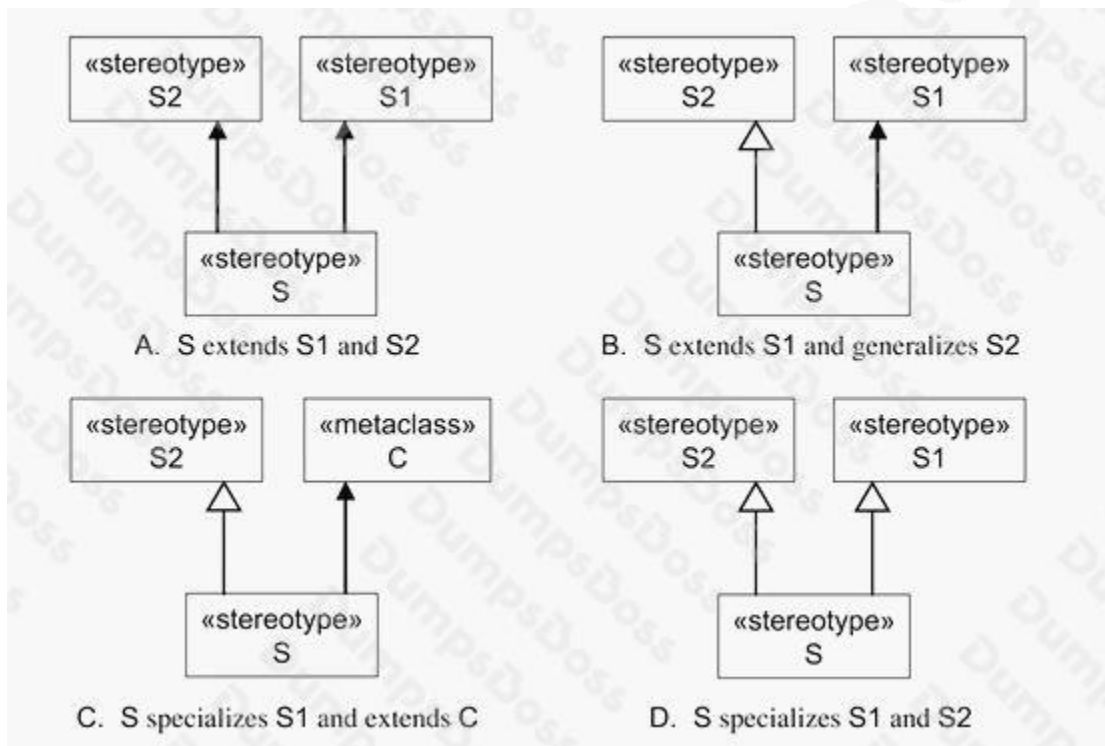 «stereotype»
S2
«stereotype»
S1
«stereotype»
S
A. S extends S1 and S2
«stereotype»
S2
«stereotype»
S1
«stereotype»
S
B. S extends S1 and generalizes S2
«stereotype»
S2
«metaclass»
C
«stereotype»
S
C. S specializes S1 and extends C
«stereotype»
S2
«stereotype»
S1
«stereotype»
S
D. S specializes S1 and S2
DumpsDoss